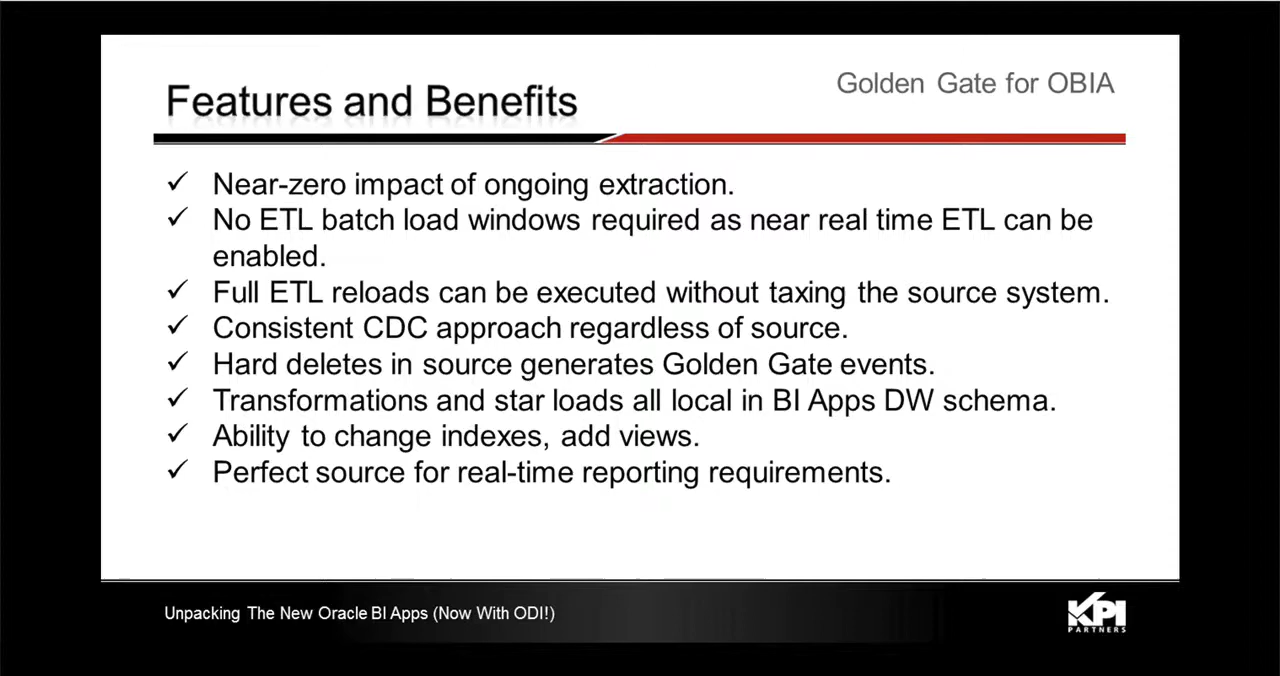 Golden Gate for OBIA
Features and Benefits
✓ Near-zero impact of ongoing extraction.
✓ No ETL batch load windows required as near real time ETL can be
enabled.
✓ Full ETL reloads can be executed without taxing the source system.
✓ Consistent CDC approach regardless of source.
✓ Hard deletes in source generates Golden Gate events.
✓ Transformations and star loads all local in BI Apps DW schema.
✓ Ability to change indexes, add views.
✓ Perfect source for real-time reporting requirements.
Unpacking The New Oracle BI Apps (Now With ODI!)
KPI
PARTNERS